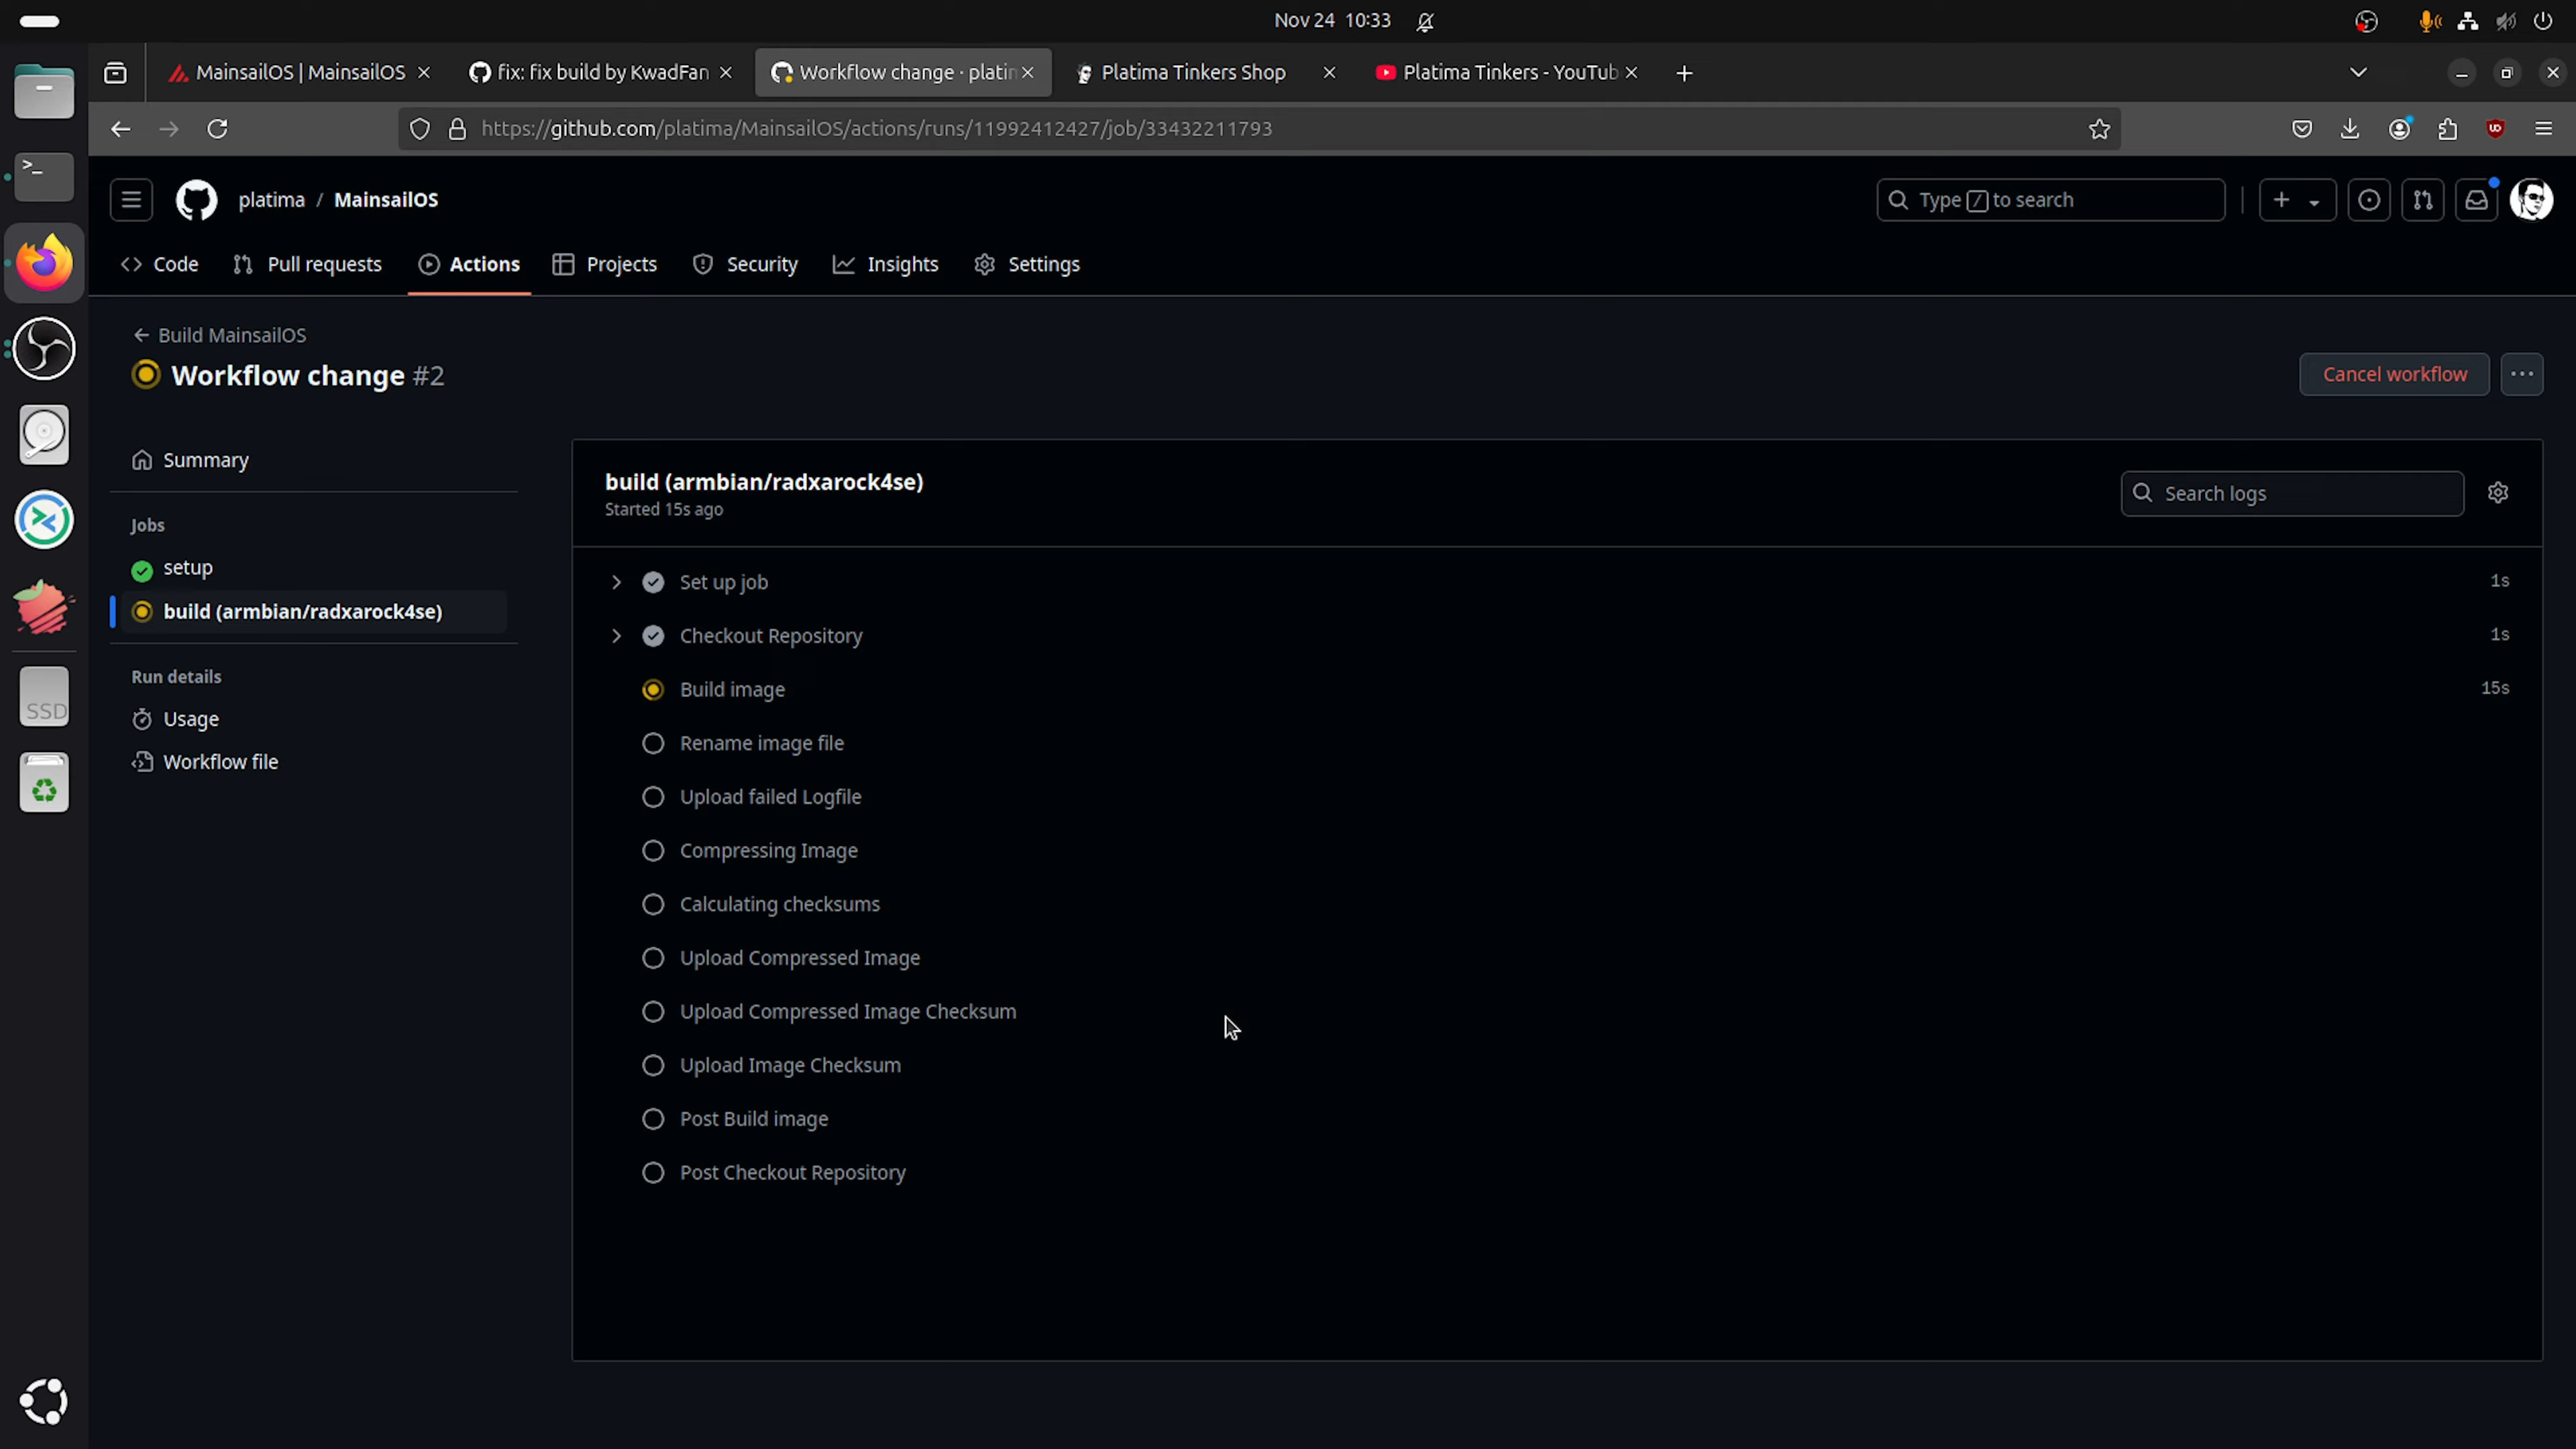 Nov 24 10:33
MainsailOS | MainsailOS
fix: fix build by KwadFan
Workflow change · platim
Platima Tinkers Shop
Platima Tinkers - YouTub
https://github.com/platima/MainsailOS/actions/runs/11992412427/job/33432211793
platima / MainsailOS
Type / to search
Code
Pull requests
Actions
Projects
Security
Insights
Settings
Build MainsailOS
Workflow change #2
Cancel workflow
Summary
Jobs
setup
build (armbian/radxarock4se)
Run details
Usage
Workflow file
build (armbian/radxarock4se)
Started 15s ago
Search logs
Set up job 1s
Checkout Repository 1s
Build image 15s
Rename image file
Upload failed Logfile
Compressing Image
Calculating checksums
Upload Compressed Image
Upload Compressed Image Checksum
Upload Image Checksum
Post Build image
Post Checkout Repository
>_
SSD